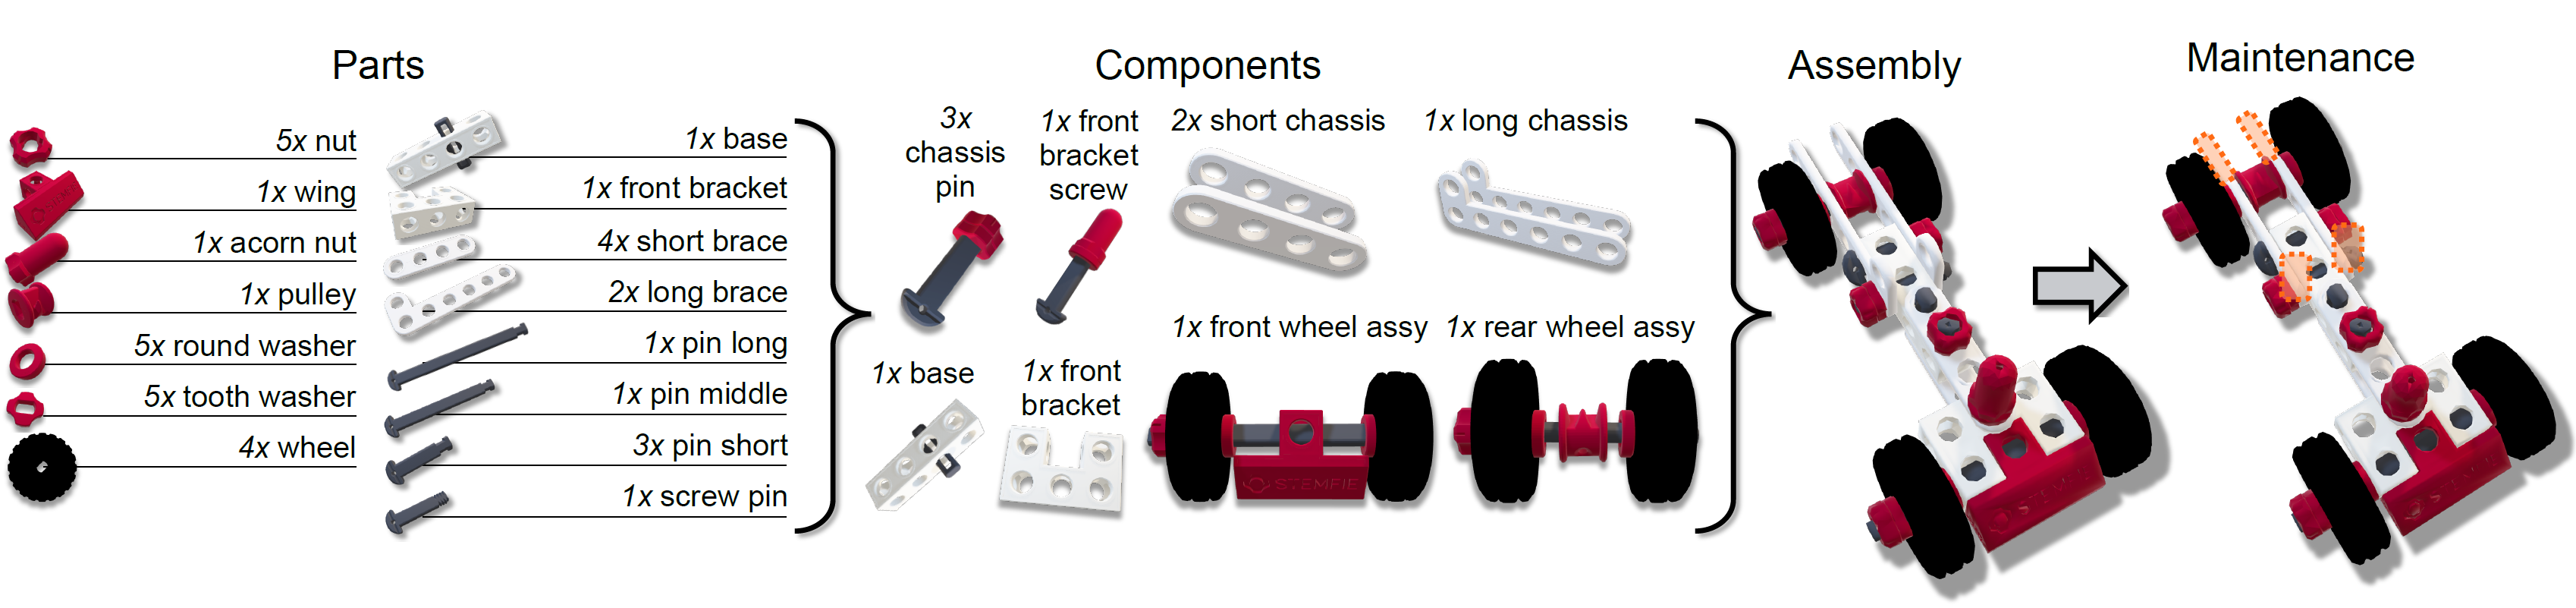 Parts
5x nut
1x wing
1x acorn nut
1x pulley
5x round washer
5x tooth washer
4x wheel
1x base
1x front bracket
4x short brace
2x long brace
1x pin long
1x pin middle
3x pin short
1x screw pin
Components
3x
chassis
pin
1x front
bracket
screw
2x short chassis
1x long chassis
1x base
1x front
bracket
1x front wheel assy
STEMFIE
1x rear wheel assy
Assembly
Maintenance